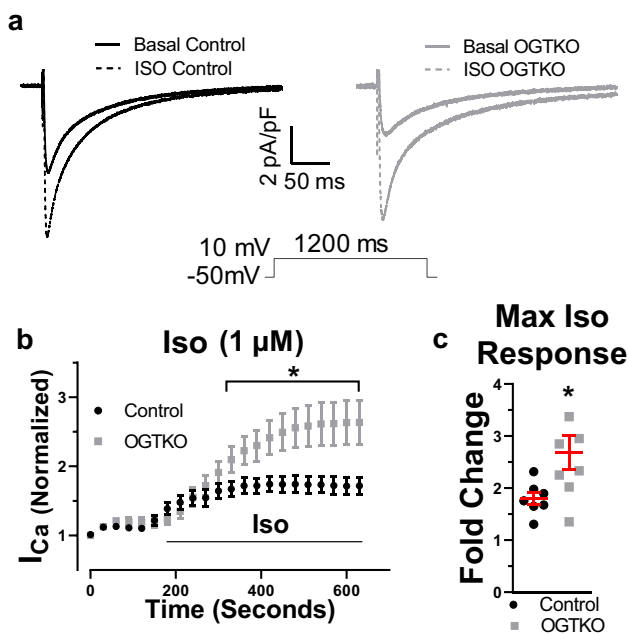 a
Basal Control
ISO Control
Basal OGTKO
ISO OGTKO
2 pA/pF
50 ms
10 mV
1200 ms
-50mV
b
Iso (1 µM)
*
3
2
1
Control
OGTKO
Iso
I Ca (Normalized)
0
200
400
600
Time (Seconds)
c
Max Iso
Response
*
4
3
2
1
0
Fold Change
Control
OGTKO